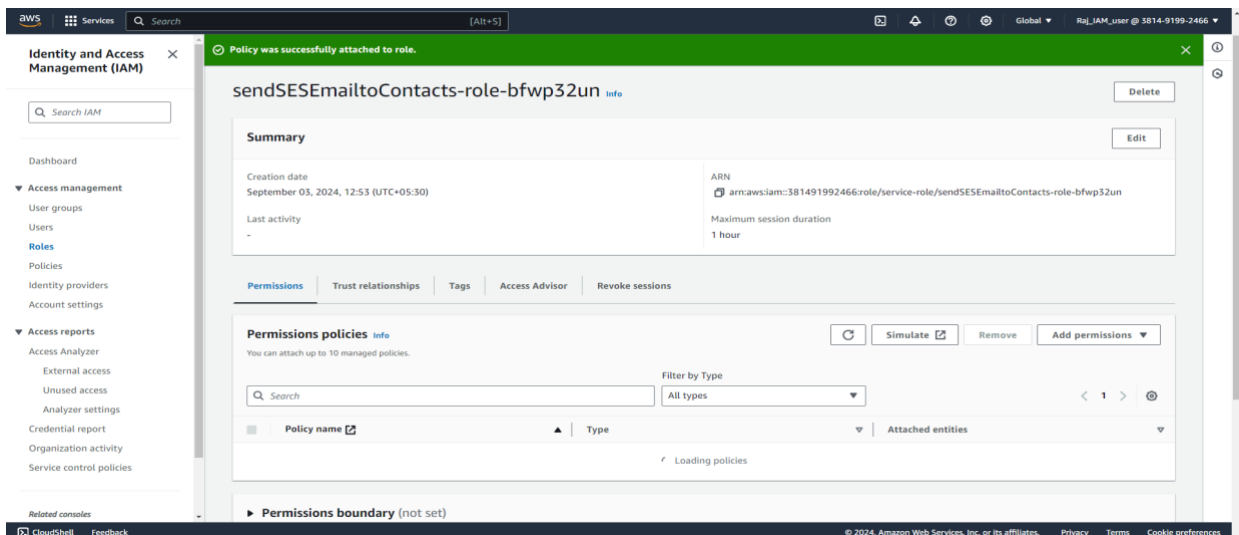 aws Services Search [Alt+S] Global Raj_IAM_user @ 3814-9199-2466
Identity and Access Management (IAM)
Search IAM
Dashboard
Access management
User groups
Users
Roles
Policies
Identity providers
Account settings
Access reports
Access Analyzer
External access
Unused access
Analyzer settings
Credential report
Organization activity
Service control policies
Related consoles
Policy was successfully attached to role.
sendSESEmailtoContacts-role-bfwp32un Info Delete
Summary Edit
Creation date
September 03, 2024, 12:53 (UTC+05:30)
Last activity
-
ARN
arn:aws:iam::381491992466:role/service-role/sendSESEmailtoContacts-role-bfwp32un
Maximum session duration
1 hour
Permissions Trust relationships Tags Access Advisor Revoke sessions
Permissions policies Info Simulate Remove Add permissions
You can attach up to 10 managed policies.
Filter by Type
Search All types 1
Policy name Type Attached entities
Loading policies
Permissions boundary (not set)
CloudShell Feedback © 2024, Amazon Web Services, Inc. or its affiliates. Privacy Terms Cookie preferences